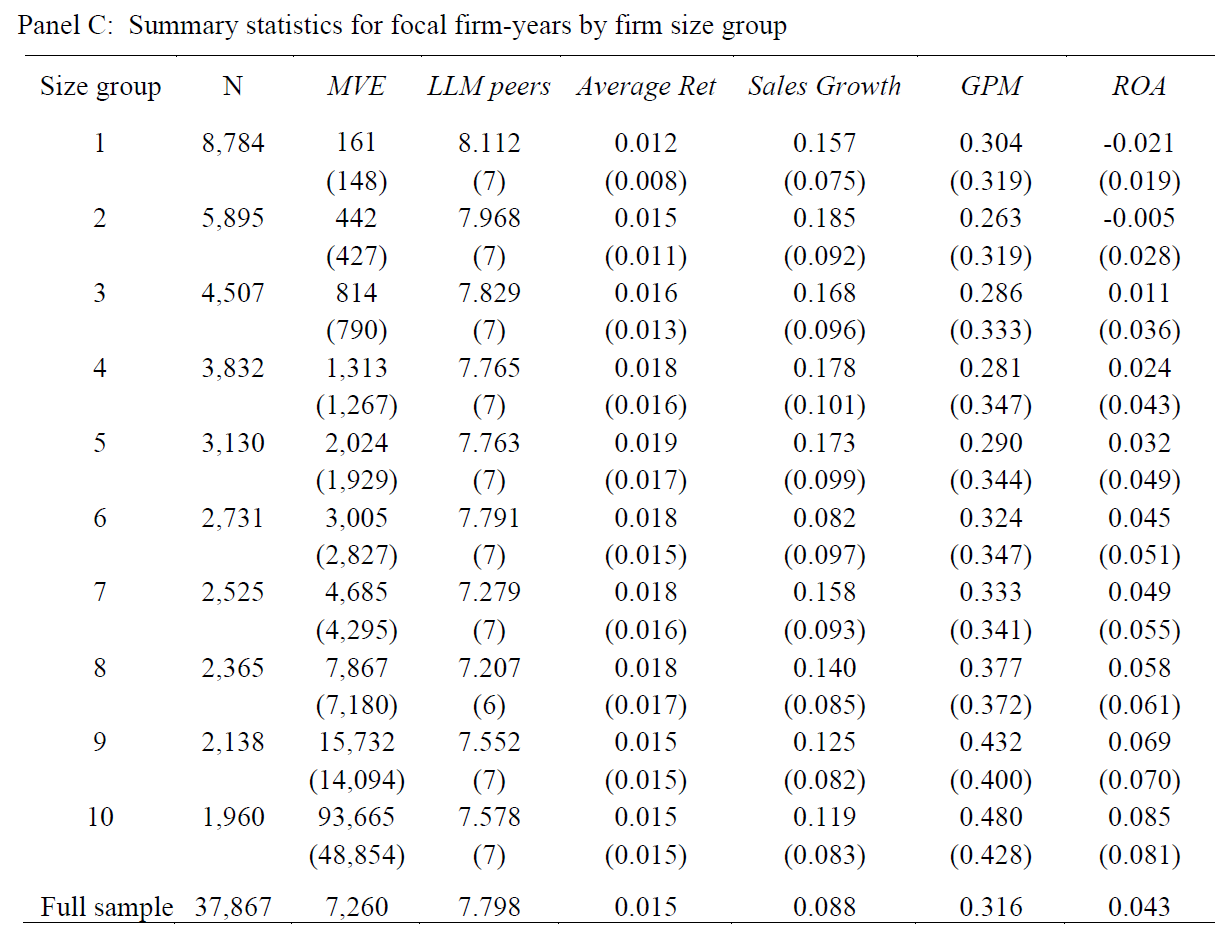 Panel C: Summary statistics for focal firm-years by firm size group
Size group N MVE LLM peers Average Ret Sales Growth GPM ROA
1 8,784 161 8.112 0.012 0.157 0.304 -0.021
(148) (7) (0.008) (0.075) (0.319) (0.019)
2 5,895 442 7.968 0.015 0.185 0.263 -0.005
(427) (7) (0.011) (0.092) (0.319) (0.028)
3 4,507 814 7.829 0.016 0.168 0.286 0.011
(790) (7) (0.013) (0.096) (0.333) (0.036)
4 3,832 1,313 7.765 0.018 0.178 0.281 0.024
(1,267) (7) (0.016) (0.101) (0.347) (0.043)
5 3,130 2,024 7.763 0.019 0.173 0.290 0.032
(1,929) (7) (0.017) (0.099) (0.344) (0.049)
6 2,731 3,005 7.791 0.018 0.082 0.324 0.045
(2,827) (7) (0.015) (0.097) (0.347) (0.051)
7 2,525 4,685 7.279 0.018 0.158 0.333 0.049
(4,295) (7) (0.016) (0.093) (0.341) (0.055)
8 2,365 7,867 7.207 0.018 0.140 0.377 0.058
(7,180) (6) (0.017) (0.085) (0.372) (0.061)
9 2,138 15,732 7.552 0.015 0.125 0.432 0.069
(14,094) (7) (0.015) (0.082) (0.400) (0.070)
10 1,960 93,665 7.578 0.015 0.119 0.480 0.085
(48,854) (7) (0.015) (0.083) (0.428) (0.081)
Full sample 37,867 7,260 7.798 0.015 0.088 0.316 0.043